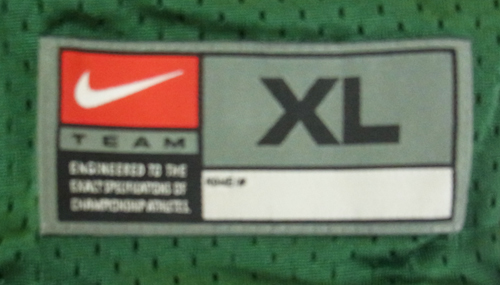 XL
TEAM
ENGINEERED TO THE
EXACT SPECIFICATIONS OF
CHAMPIONSHIP ATHLETES.